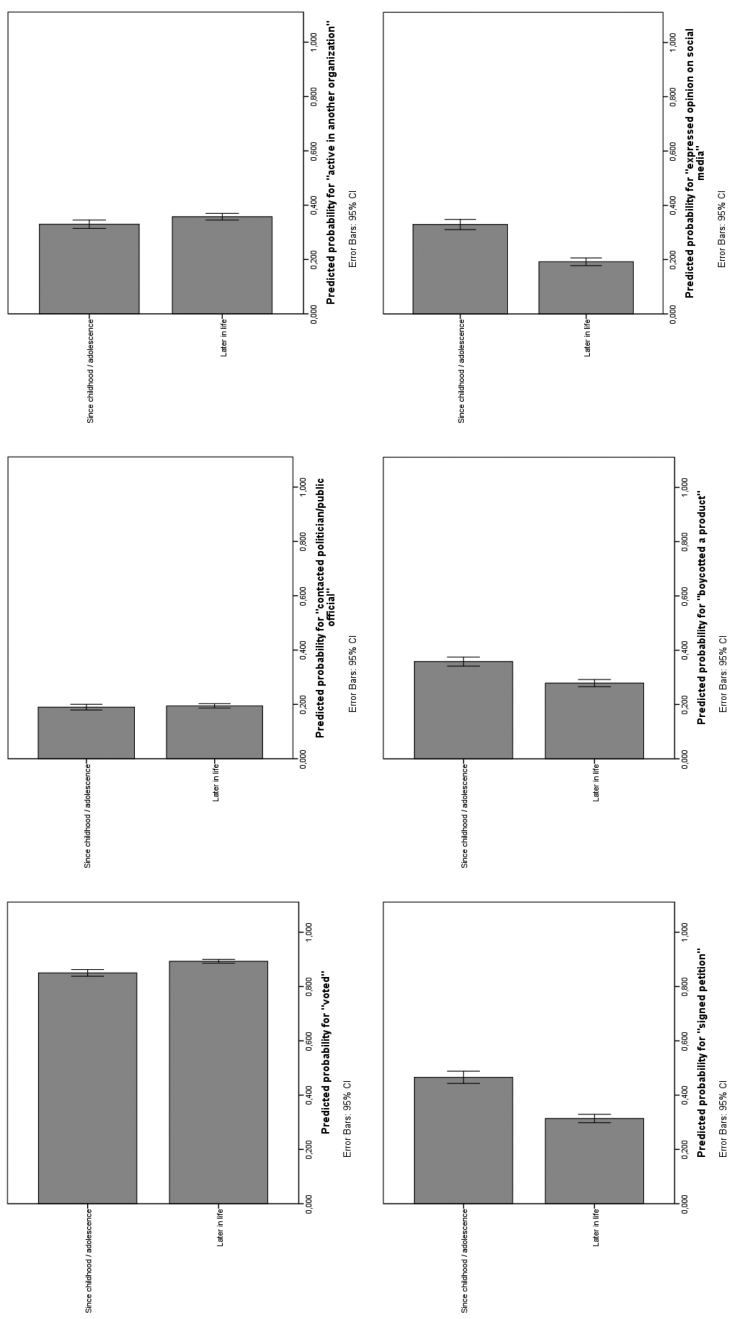 Predicted probability for "voted"
1,000
0,800
0,600
0,400
0,200
0,000
Since childhood / adolescence
Later in life
Error Bars: 95% CI
Predicted probability for "contacted politician/public
official"
1,000
0,800
0,600
0,400
0,200
0,000
Since childhood / adolescence
Later in life
Error Bars: 95% CI
Predicted probability for "active in another organization"
1,000
0,800
0,600
0,400
0,200
0,000
Since childhood / adolescence
Later in life
Error Bars: 95% CI
Predicted probability for "signed petition"
1,000
0,800
0,600
0,400
0,200
0,000
Since childhood / adolescence
Later in life
Error Bars: 95% CI
Predicted probability for "boycotted a product"
1,000
0,800
0,600
0,400
0,200
0,000
Since childhood / adolescence
Later in life
Error Bars: 95% CI
Predicted probability for "expressed opinion on social
media"
1,000
0,800
0,600
0,400
0,200
0,000
Since childhood / adolescence
Later in life
Error Bars: 95% CI